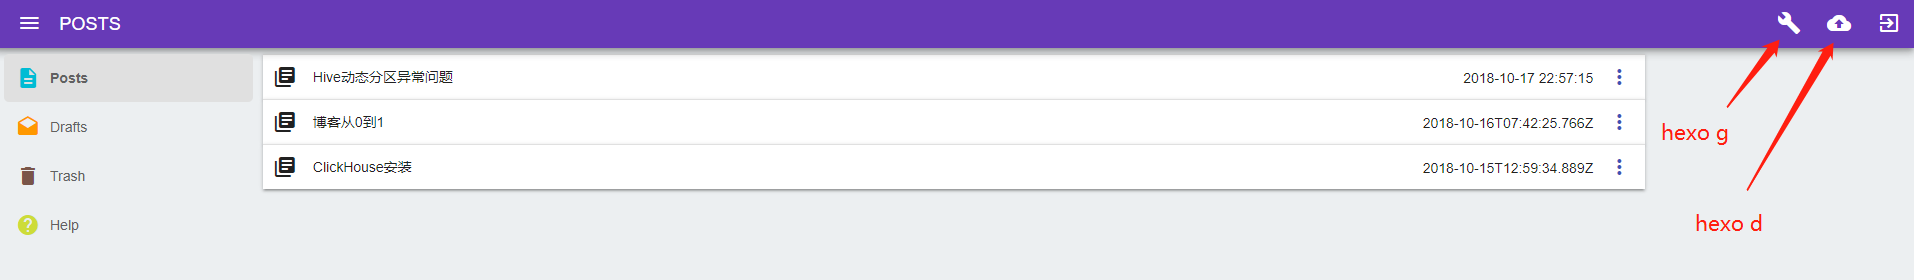 POSTS
Posts
Hive动态分区异常问题 2018-10-17 22:57:15
Drafts
博客从0到1 2018-10-16T07:42:25.766Z
hexo g
Trash
ClickHouse安装 2018-10-15T12:59:34.889Z
Help
hexo d